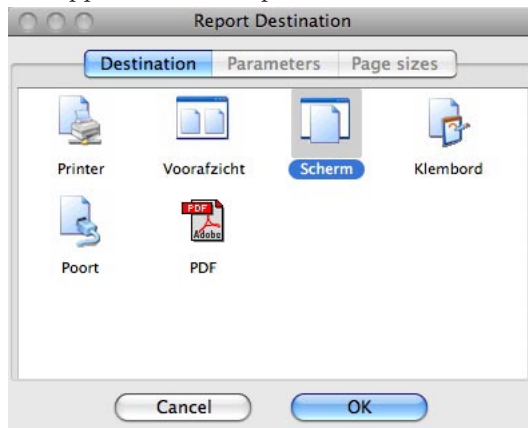 Report Destination
Destination Parameters Page sizes
Printer Voorafzicht Scherm Klembord
PDF
Adobe
Poort PDF
Cancel OK